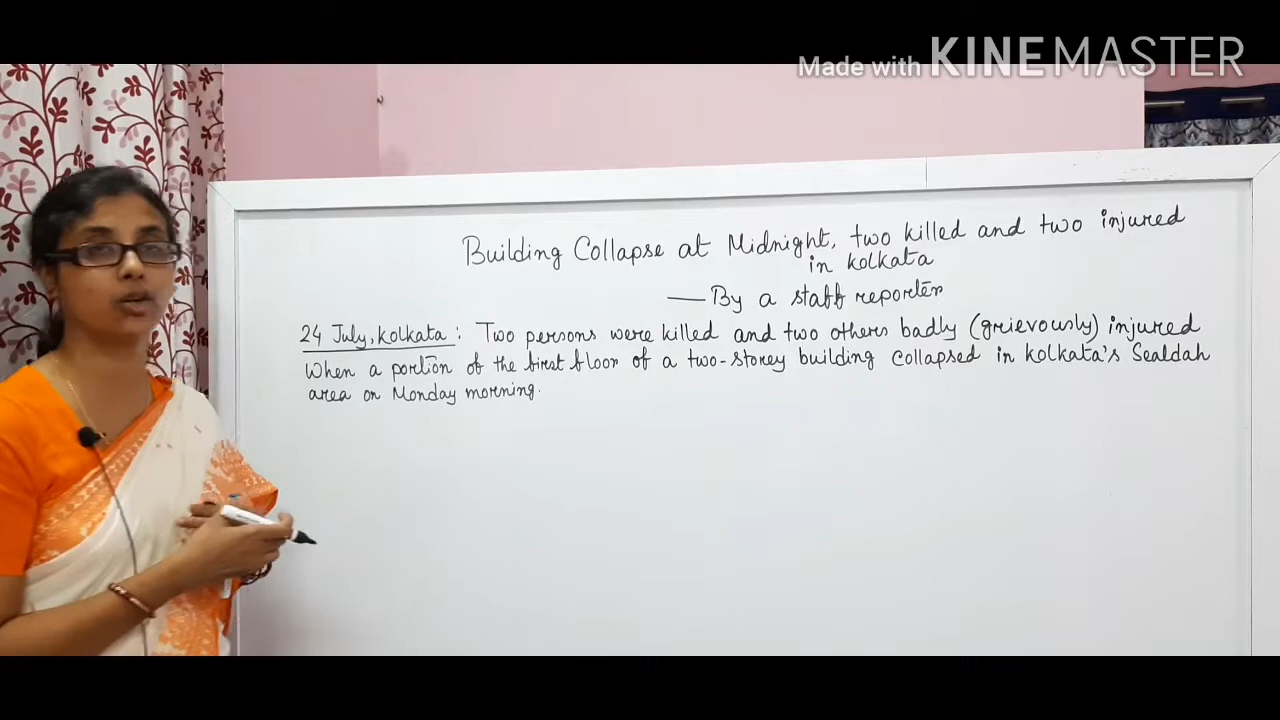 Made with KINEMASTER
Building Collapse at Midnight, two killed and two injured
in kolkata
— By a staff reporter
24 July, Kolkata : Two persons were killed and two others badly (grievously) injured
when a portion of the first floor of a two-storey building collapsed in kolkata's Sealdah
area on Monday morning.